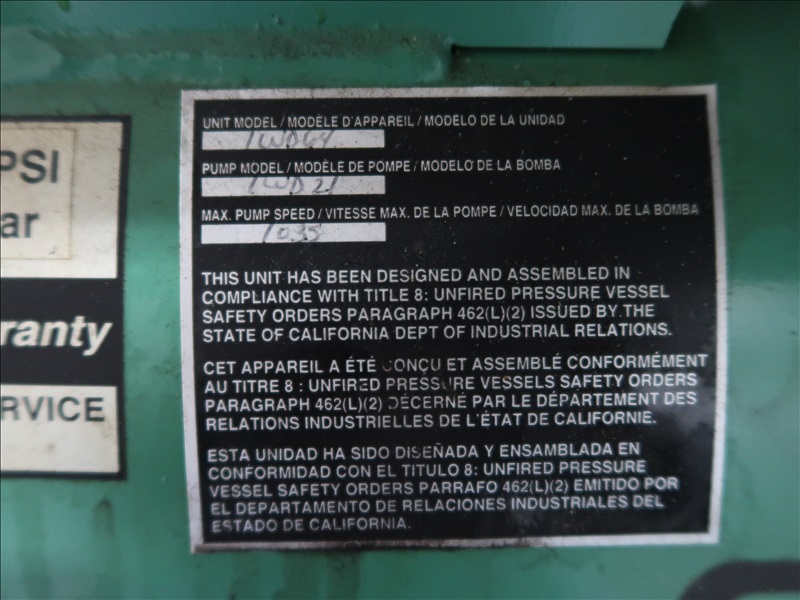 PSI
ar
ranty
RVICE
UNIT MODEL / MODÈLE D'APPAREIL / MODELO DE LA UNIDAD
PUMP MODEL / MODÈLE DE POMPE / MODELO DE LA BOMBA
1WD21
MAX. PUMP SPEED / VITESSE MAX. DE LA POMPE / VELOCIDAD MAX. DE LA BOMBA
1035
THIS UNIT HAS BEEN DESIGNED AND ASSEMBLED IN
COMPLIANCE WITH TITLE 8: UNFIRED PRESSURE VESSEL
SAFETY ORDERS PARAGRAPH 462(L)(2) ISSUED BY THE
STATE OF CALIFORNIA DEPT OF INDUSTRIAL RELATIONS.
CET APPAREIL A ÉTÉ CONÇU ET ASSEMBLÉ CONFORMÉMENT
AU TITRE 8 : UNFIRED PRESSURE VESSELS SAFETY ORDERS
PARAGRAPH 462(L)(2) DÉCERNÉ PAR LE DÉPARTEMENT DES
RELATIONS INDUSTRIELLES DE L'ÉTAT DE CALIFORNIE.
ESTA UNIDAD HA SIDO DISEÑADA Y ENSAMBLADA EN
CONFORMIDAD CON EL TITULO 8: UNFIRED PRESSURE
VESSEL SAFETY ORDERS PARRAFO 462(L)(2) EMITIDO POR
EL DEPARTAMENTO DE RELACIONES INDUSTRIALES DEL
ESTADO DE CALIFORNIA.